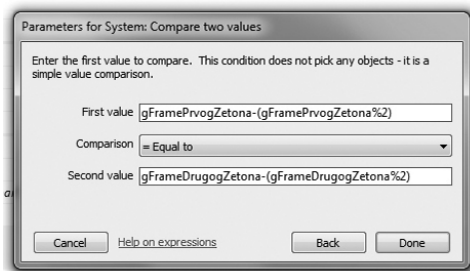 Parameters for System: Compare two values
Enter the first value to compare. This condition does not pick any objects - it is a
simple value comparison.
First value gFramePrvogZetona-(gFramePrvogZetona%2)
Comparison = Equal to
Second value gFrameDrugogZetona-(gFrameDrugogZetona%2)
Cancel Help on expressions Back Done